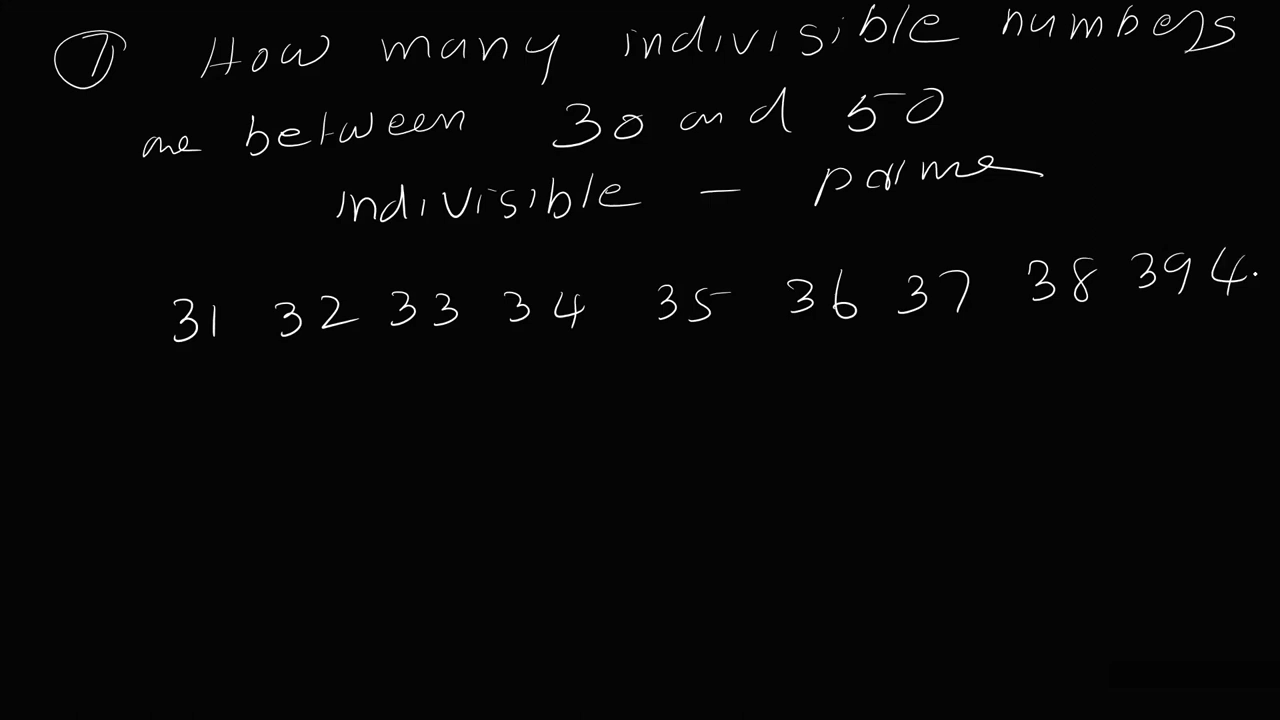 ① How many indivisible numbers
are between 30 and 50
indivisible – prime
31 32 33 34 35 36 37 38 39 4